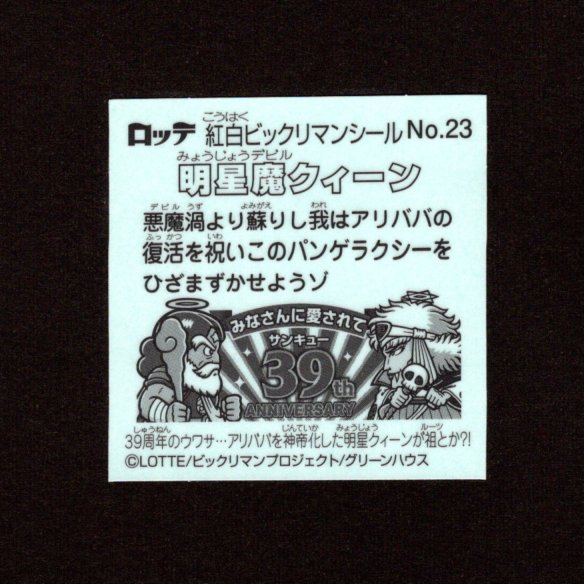 ロッテ 紅白ビックリマンシール No.23
こうはく
みょうじょうデビル
明星魔クィーン
デビル うず よみがえ われ
悪魔渦より蘇りし我はアリババの
ふっかつ いわ
復活を祝いこのパンゲラクシーを
ひざまずかせようゾ
みなさんに愛されて
サンキュー
39th
ANNIVERSARY
しゅうねん じんていか みょうじょう ルーツ
39周年のウワサ…アリババを神帝化した明星クィーンが祖とか?!
©LOTTE/ビックリマンプロジェクト/グリーンハウス